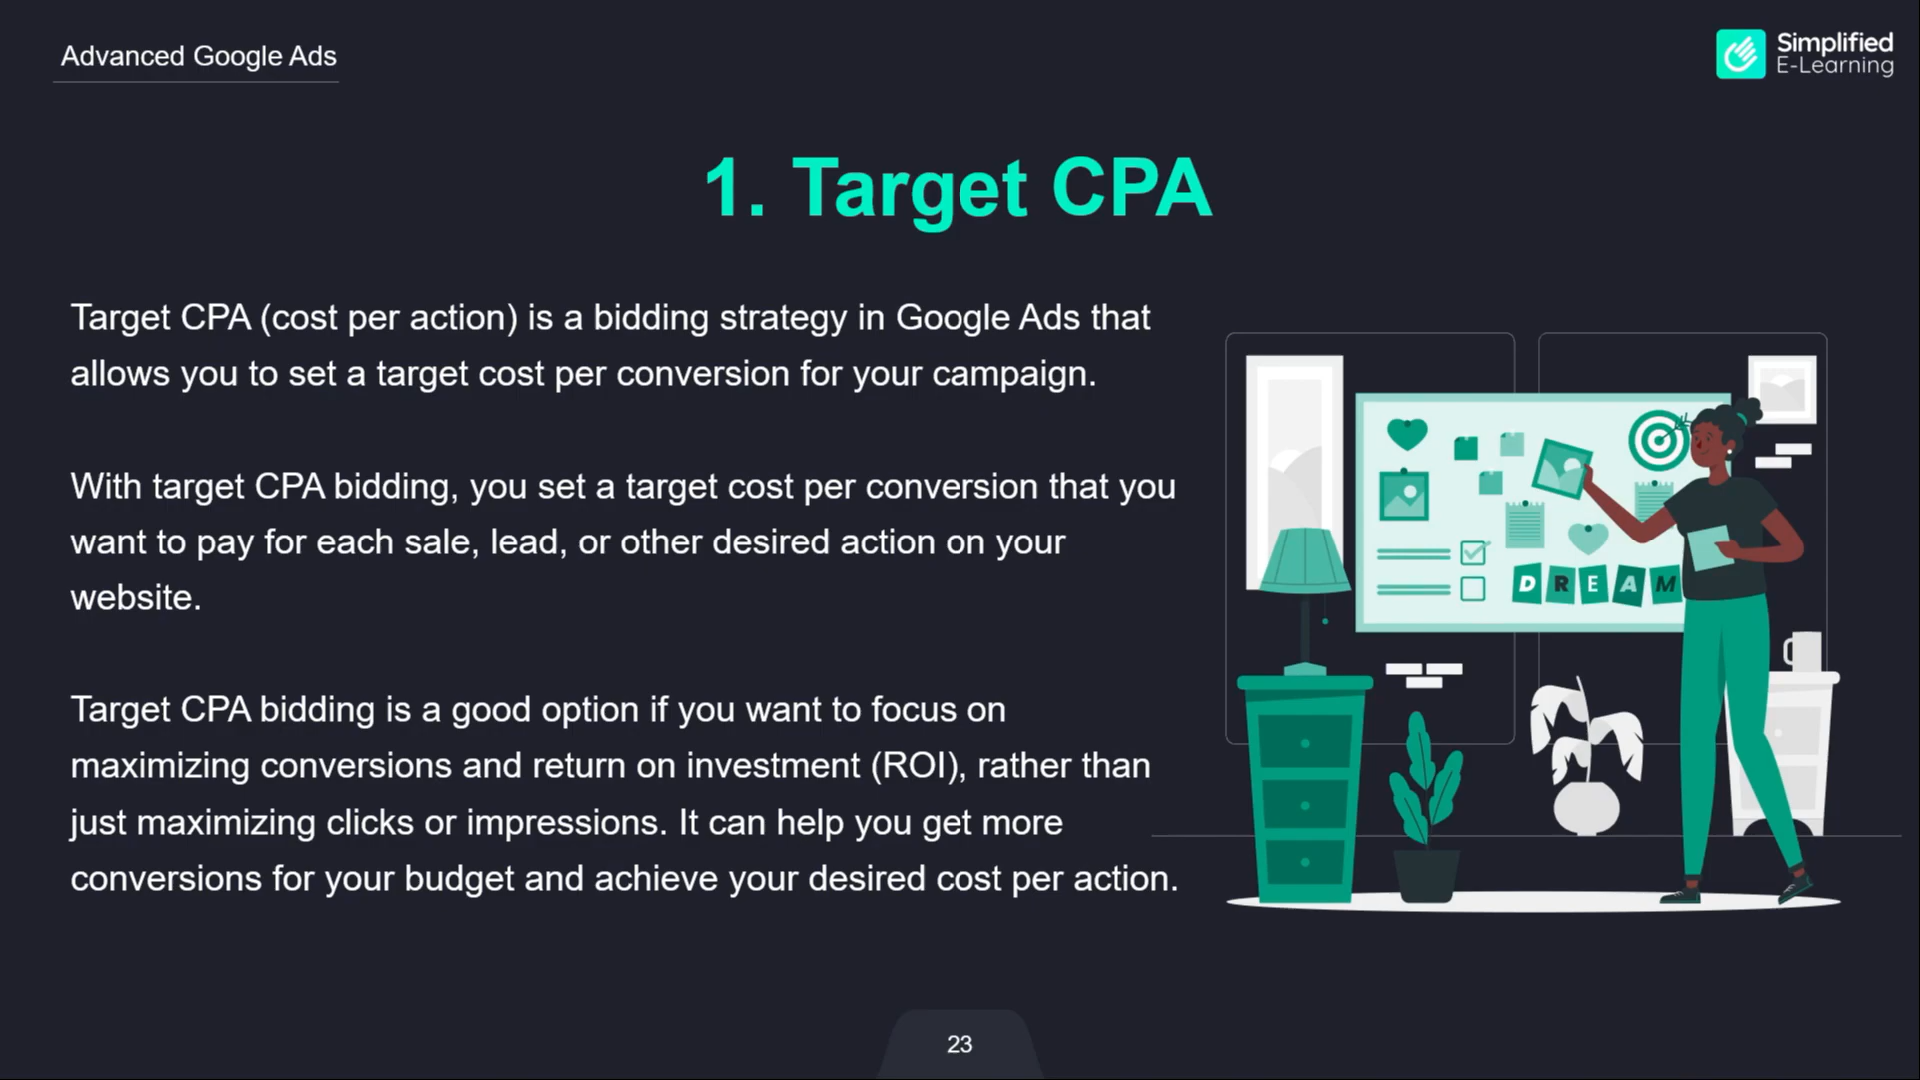 Advanced Google Ads
Simplified
E-Learning
1. Target CPA
Target CPA (cost per action) is a bidding strategy in Google Ads that
allows you to set a target cost per conversion for your campaign.
With target CPA bidding, you set a target cost per conversion that you
want to pay for each sale, lead, or other desired action on your
website.
Target CPA bidding is a good option if you want to focus on
maximizing conversions and return on investment (ROI), rather than
just maximizing clicks or impressions. It can help you get more
conversions for your budget and achieve your desired cost per action.
DREAM
23